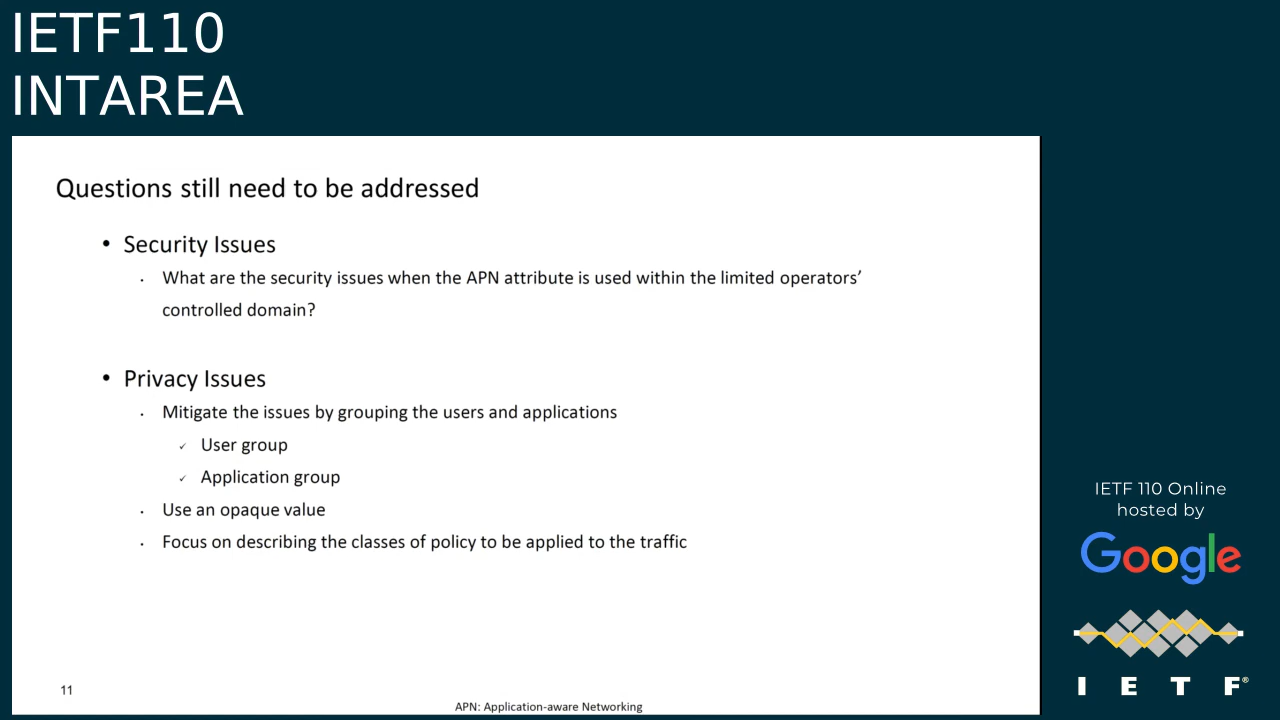 IETF110
INTAREA
Questions still need to be addressed
• Security Issues
• What are the security issues when the APN attribute is used within the limited operators’
controlled domain?
• Privacy Issues
• Mitigate the issues by grouping the users and applications
✓ User group
✓ Application group
• Use an opaque value
• Focus on describing the classes of policy to be applied to the traffic
11
APN: Application-aware Networking
IETF 110 Online
hosted by
Google
I E T F®